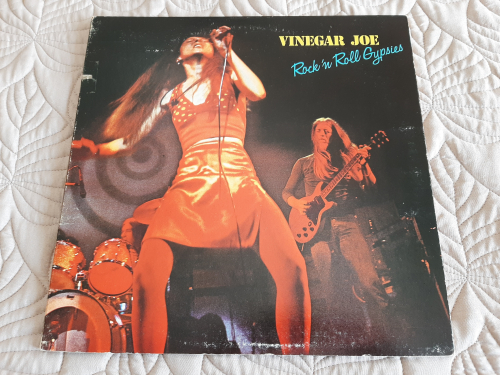 VINEGAR JOE
Rock 'n Roll Gypsies